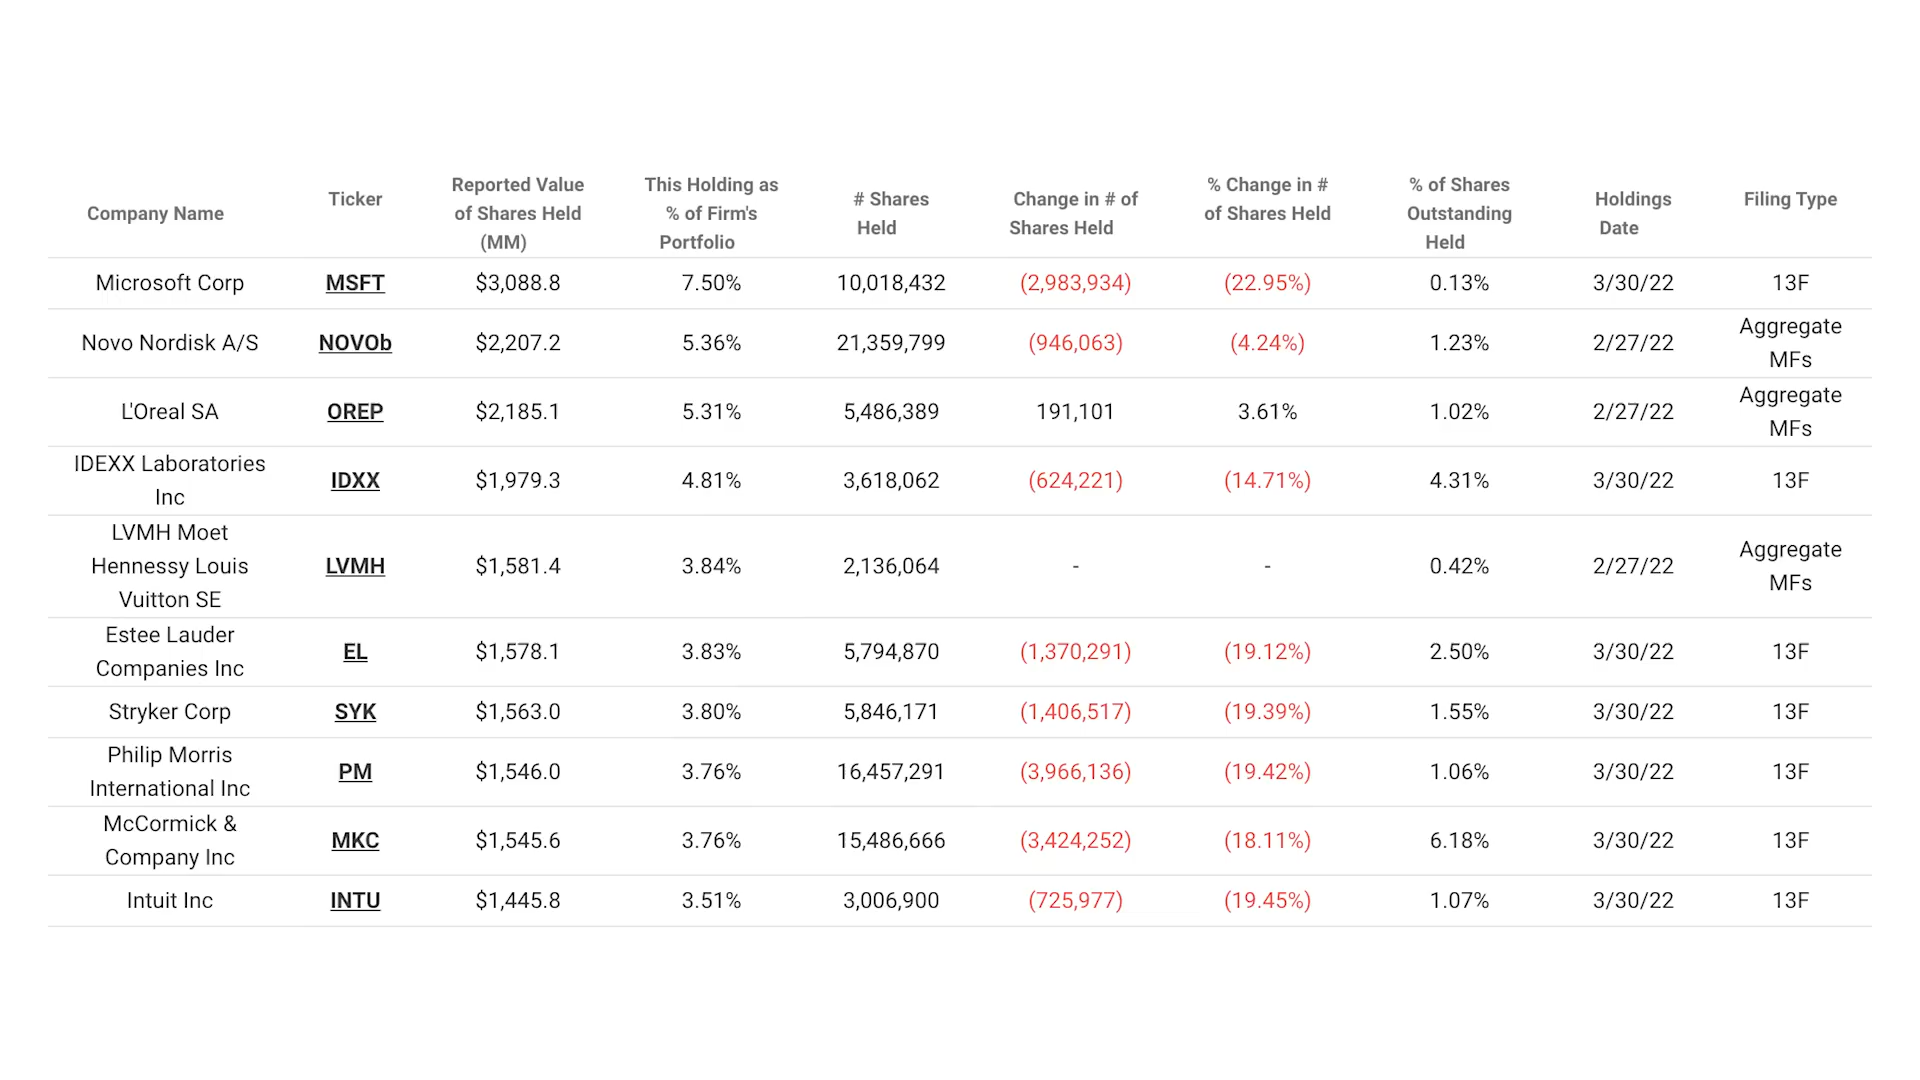 Company Name
Ticker
Reported Value
of Shares Held
(MM)
This Holding as
% of Firm's
Portfolio
# Shares
Held
Change in # of
Shares Held
% Change in #
of Shares Held
% of Shares
Outstanding
Held
Holdings
Date
Filing Type
Microsoft Corp MSFT $3,088.8 7.50% 10,018,432 (2,983,934) (22.95%) 0.13% 3/30/22 13F
Novo Nordisk A/S NOVOb $2,207.2 5.36% 21,359,799 (946,063) (4.24%) 1.23% 2/27/22 Aggregate
MFs
L'Oreal SA OREP $2,185.1 5.31% 5,486,389 191,101 3.61% 1.02% 2/27/22 Aggregate
MFs
IDEXX Laboratories
Inc
IDXX $1,979.3 4.81% 3,618,062 (624,221) (14.71%) 4.31% 3/30/22 13F
LVMH Moet
Hennessy Louis
Vuitton SE
LVMH $1,581.4 3.84% 2,136,064 - - 0.42% 2/27/22 Aggregate
MFs
Estee Lauder
Companies Inc
EL $1,578.1 3.83% 5,794,870 (1,370,291) (19.12%) 2.50% 3/30/22 13F
Stryker Corp SYK $1,563.0 3.80% 5,846,171 (1,406,517) (19.39%) 1.55% 3/30/22 13F
Philip Morris
International Inc
PM $1,546.0 3.76% 16,457,291 (3,966,136) (19.42%) 1.06% 3/30/22 13F
McCormick &
Company Inc
MKC $1,545.6 3.76% 15,486,666 (3,424,252) (18.11%) 6.18% 3/30/22 13F
Intuit Inc INTU $1,445.8 3.51% 3,006,900 (725,977) (19.45%) 1.07% 3/30/22 13F